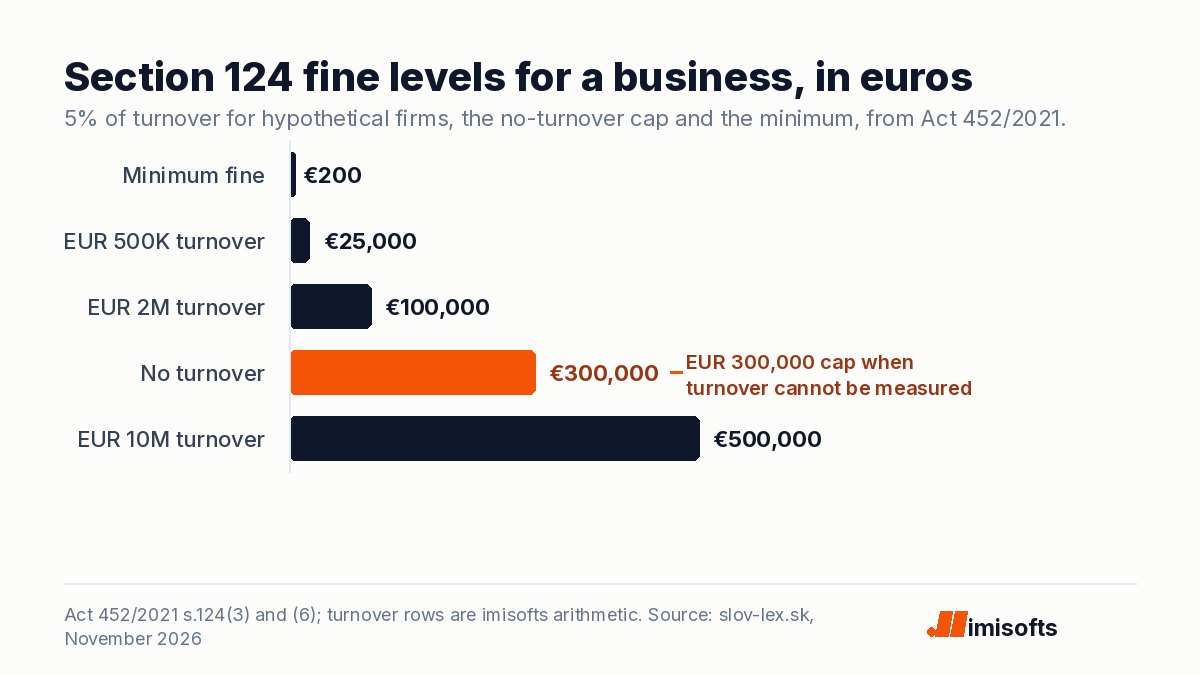 Section 124 fine levels for a business, in euros
5% of turnover for hypothetical firms, the no-turnover cap and the minimum, from Act 452/2021.
Minimum fine €200
EUR 500K turnover €25,000
EUR 2M turnover €100,000
No turnover €300,000 EUR 300,000 cap when
turnover cannot be measured
EUR 10M turnover €500,000
Act 452/2021 s.124(3) and (6); turnover rows are imisofts arithmetic. Source: slov-lex.sk,
November 2026
imisofts